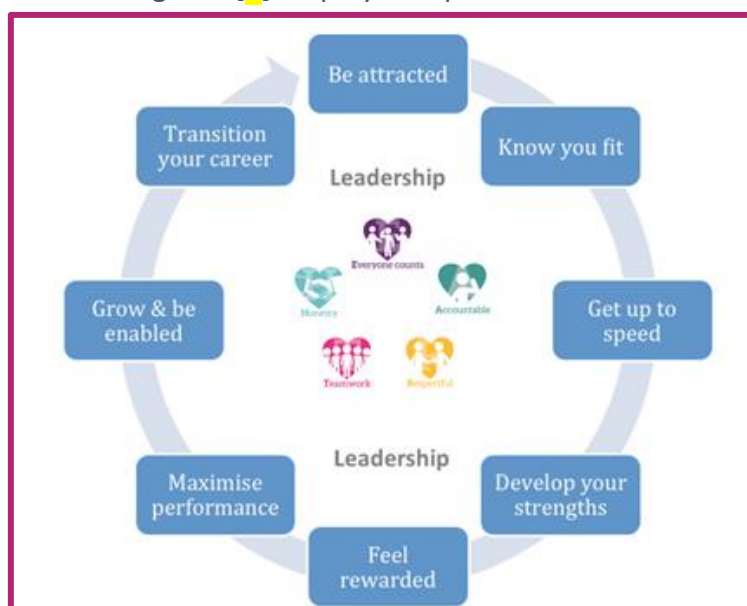 Be attracted
Know you fit
Get up to
speed
Develop your
strengths
Feel
rewarded
Maximise
performance
Grow & be
enabled
Transition
your career
Leadership
Everyone counts
Honesty
Accountable
Teamwork
Respectful
Leadership